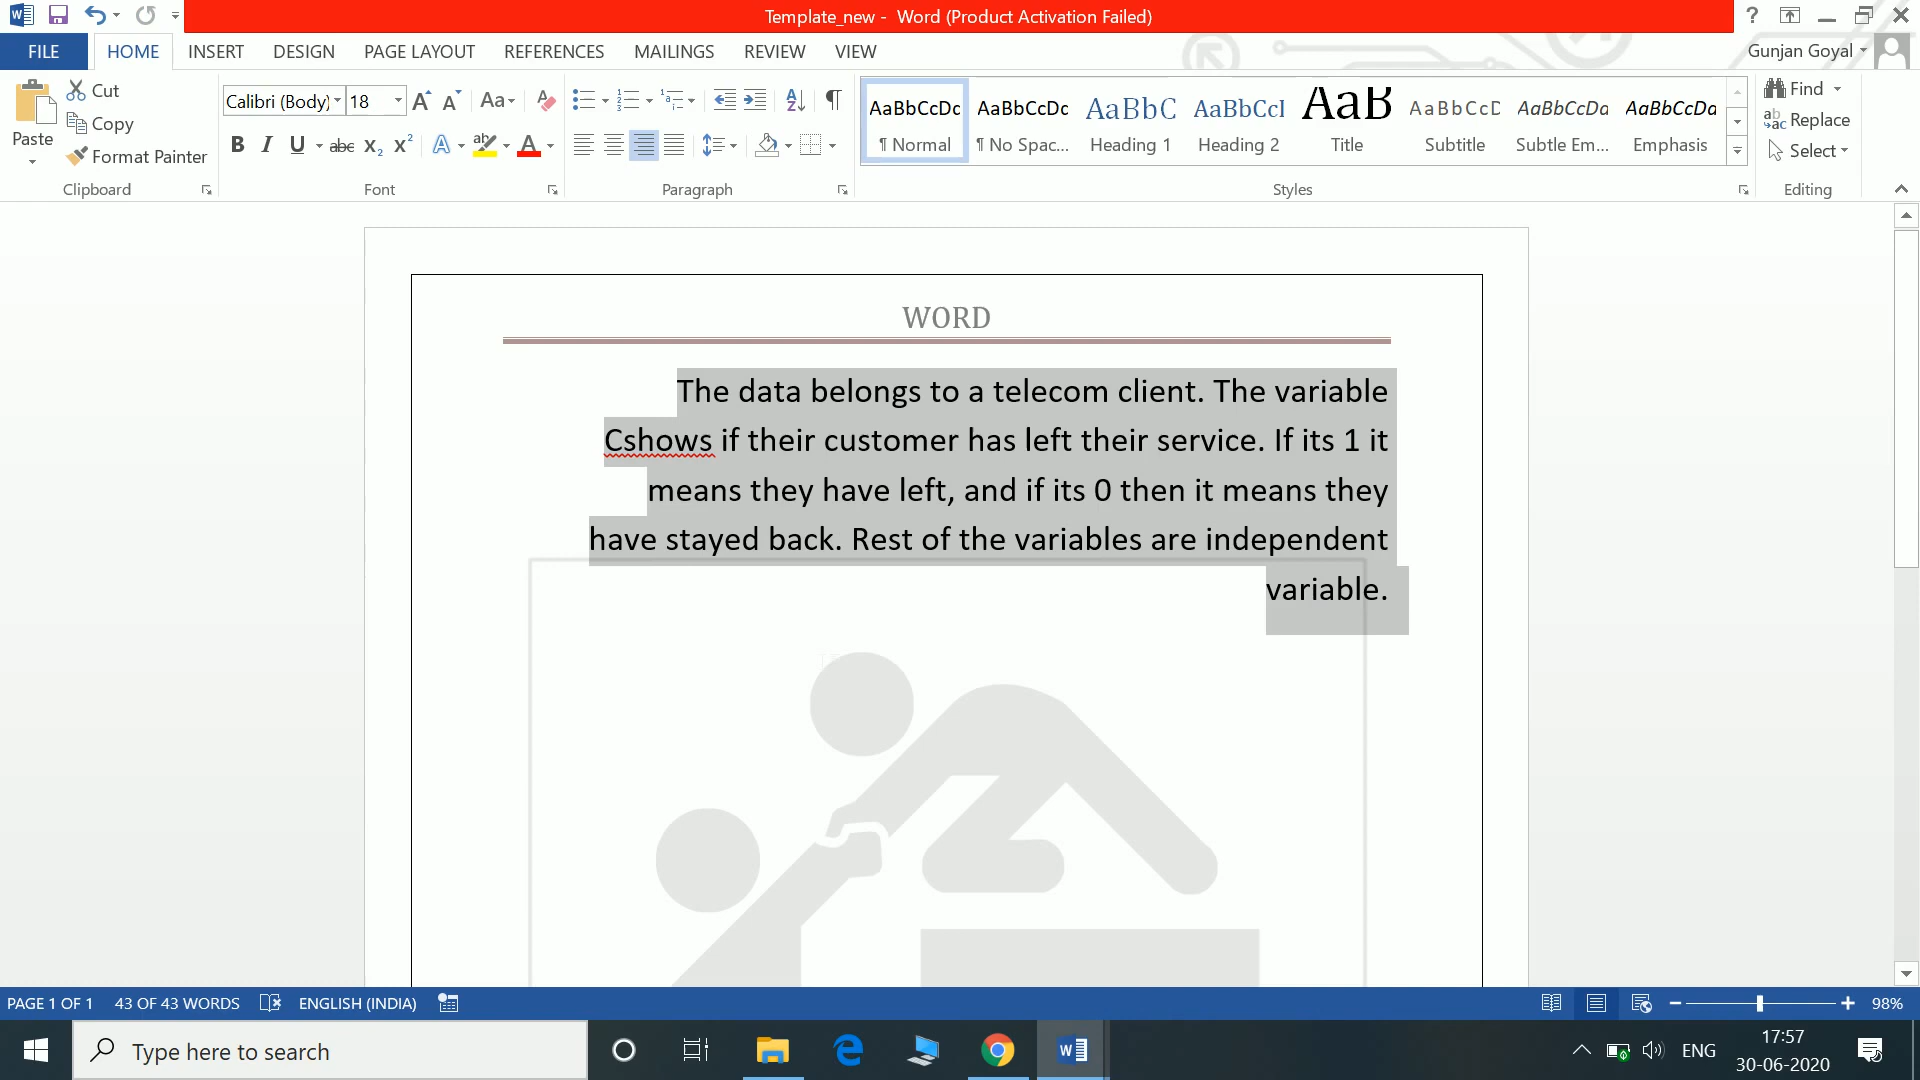 Template_new - Word (Product Activation Failed)
?
FILE HOME INSERT DESIGN PAGE LAYOUT REFERENCES MAILINGS REVIEW VIEW
Gunjan Goyal
Paste
Cut
Copy
Format Painter
Clipboard
Calibri (Body) 18
Aa
B I U abc X₂ X²
Font
Paragraph
AaBbCcDc AaBbCcDc AaBbC AaBbCcI AaB AaBbCcD AaBbCcDa AaBbCcDa
¶ Normal ¶ No Spac... Heading 1 Heading 2 Title Subtitle Subtle Em... Emphasis
Styles
Find
Replace
Select
Editing
WORD
The data belongs to a telecom client. The variable
Cshows if their customer has left their service. If its 1 it
means they have left, and if its 0 then it means they
have stayed back. Rest of the variables are independent
variable.
PAGE 1 OF 1 43 OF 43 WORDS ENGLISH (INDIA) 98%
Type here to search
ENG
17:57
30-06-2020